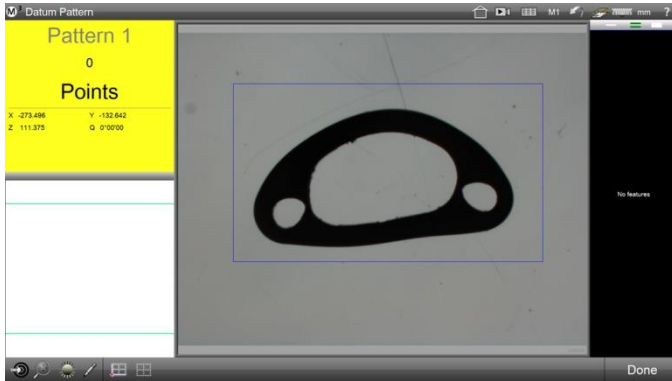 M³ Datum Pattern
M1
mm ?
Pattern 1
0
Points
X -273.496 Y -132.642
Z 111.375 Q 0°00'00
No features
Done